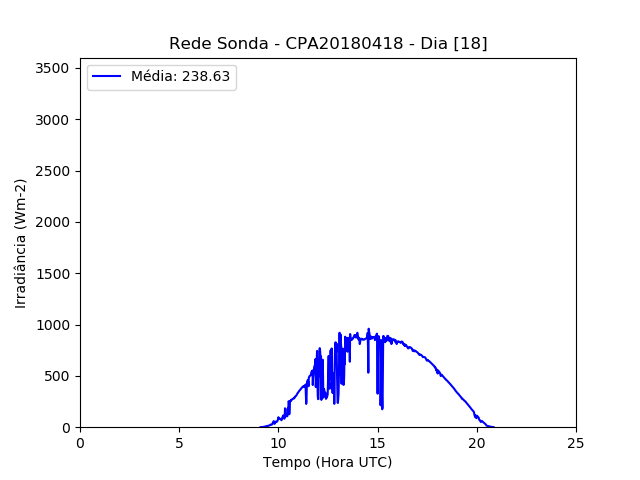 Rede Sonda - CPA20180418 - Dia [18]
Média: 238.63
3500
3000
2500
2000
1500
1000
500
0
Irradiância (Wm-2)
0 5 10 15 20 25
Tempo (Hora UTC)